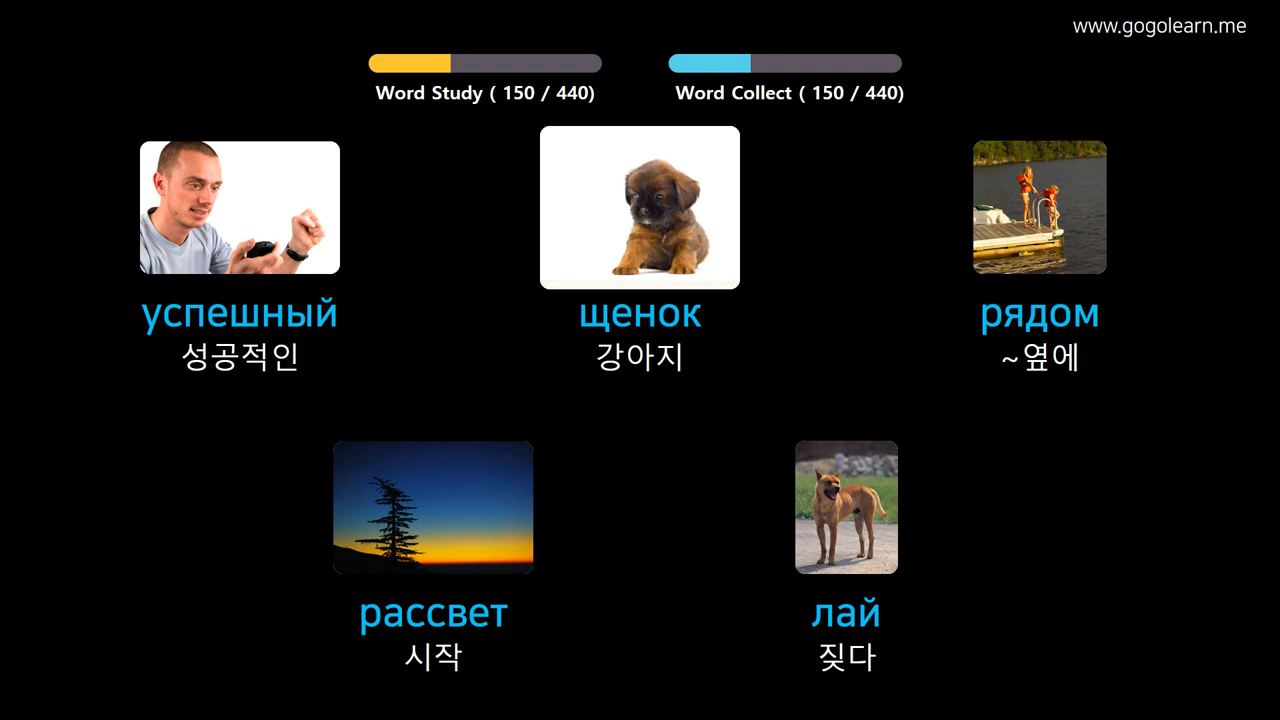 www.gogolearn.me
Word Study ( 150 / 440)
Word Collect ( 150 / 440)
успешный
성공적인
щенок
강아지
рядом
~옆에
рассвет
시작
лай
짖다